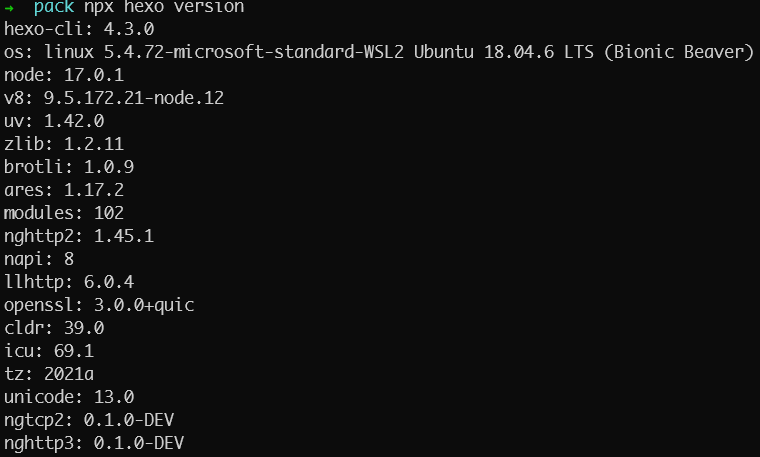 → pack npx hexo version
hexo-cli: 4.3.0
os: linux 5.4.72-microsoft-standard-WSL2 Ubuntu 18.04.6 LTS (Bionic Beaver)
node: 17.0.1
v8: 9.5.172.21-node.12
uv: 1.42.0
zlib: 1.2.11
brotli: 1.0.9
ares: 1.17.2
modules: 102
nghttp2: 1.45.1
napi: 8
llhttp: 6.0.4
openssl: 3.0.0+quic
cldr: 39.0
icu: 69.1
tz: 2021a
unicode: 13.0
ngtcp2: 0.1.0-DEV
nghttp3: 0.1.0-DEV